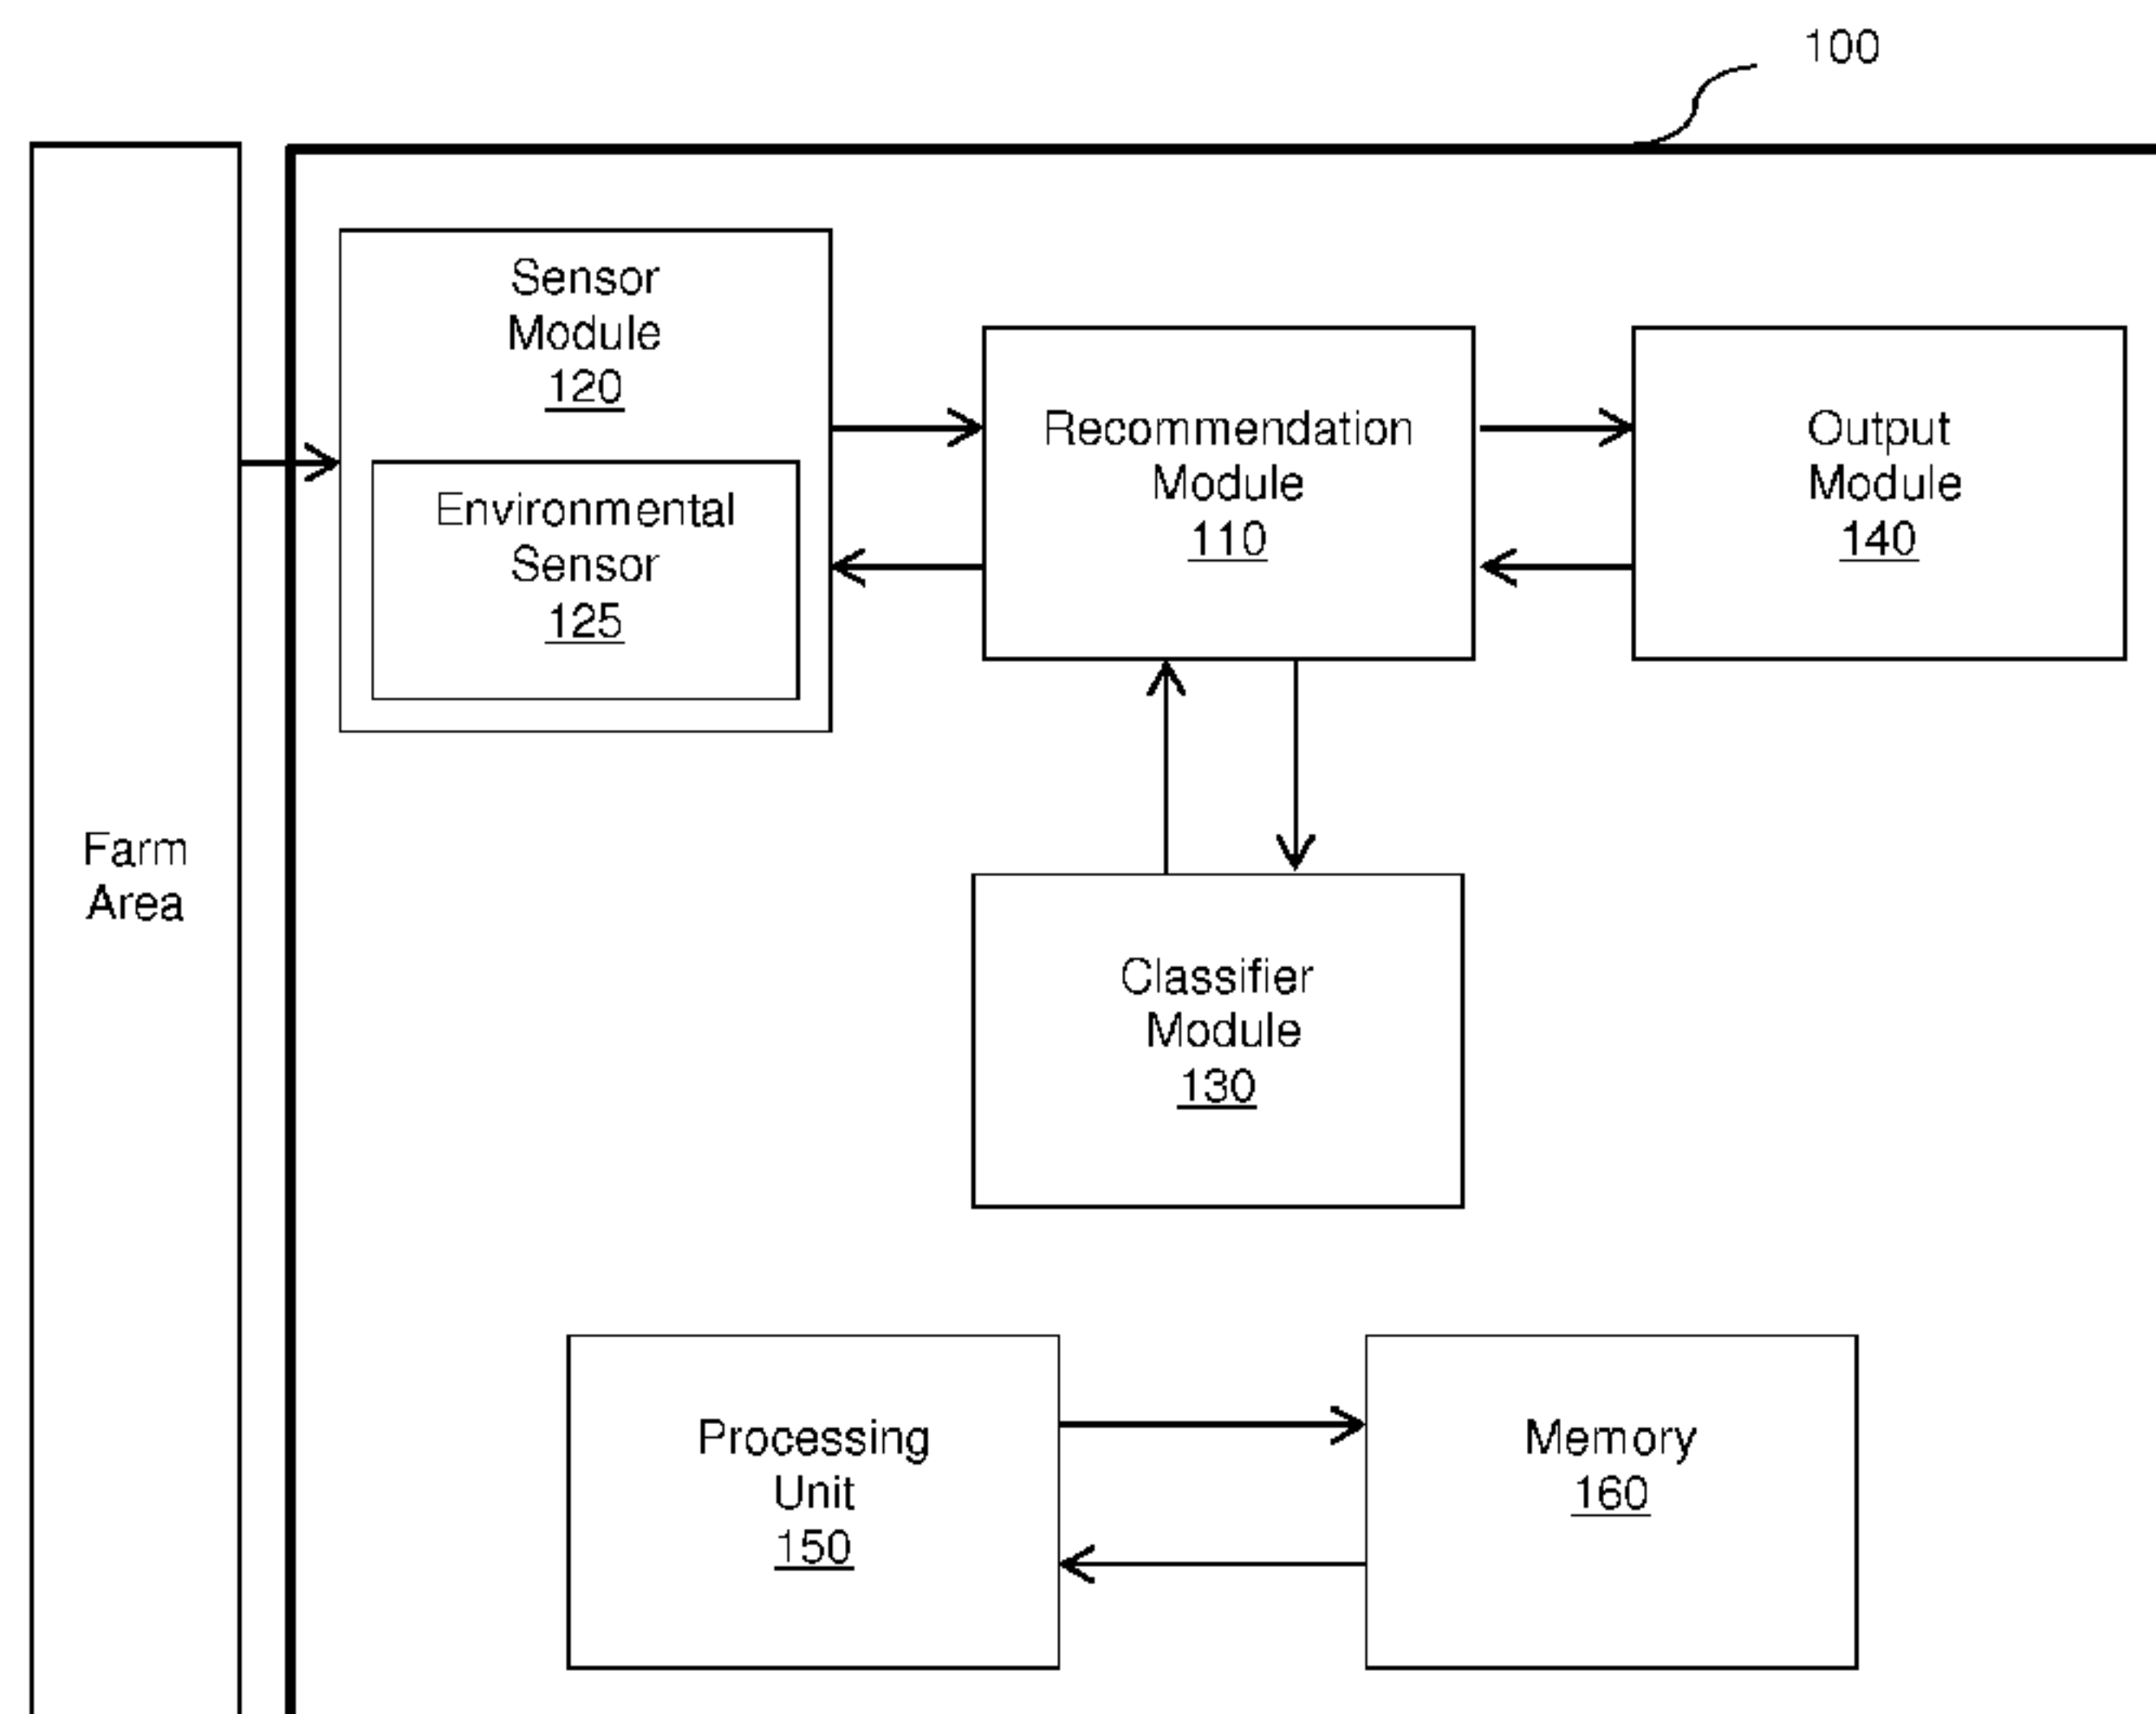 100
Sensor
Module
120
Environmental
Sensor
125
Recommendation
Module
110
Output
Module
140
Farm
Area
Classifier
Module
130
Processing
Unit
150
Memory
160